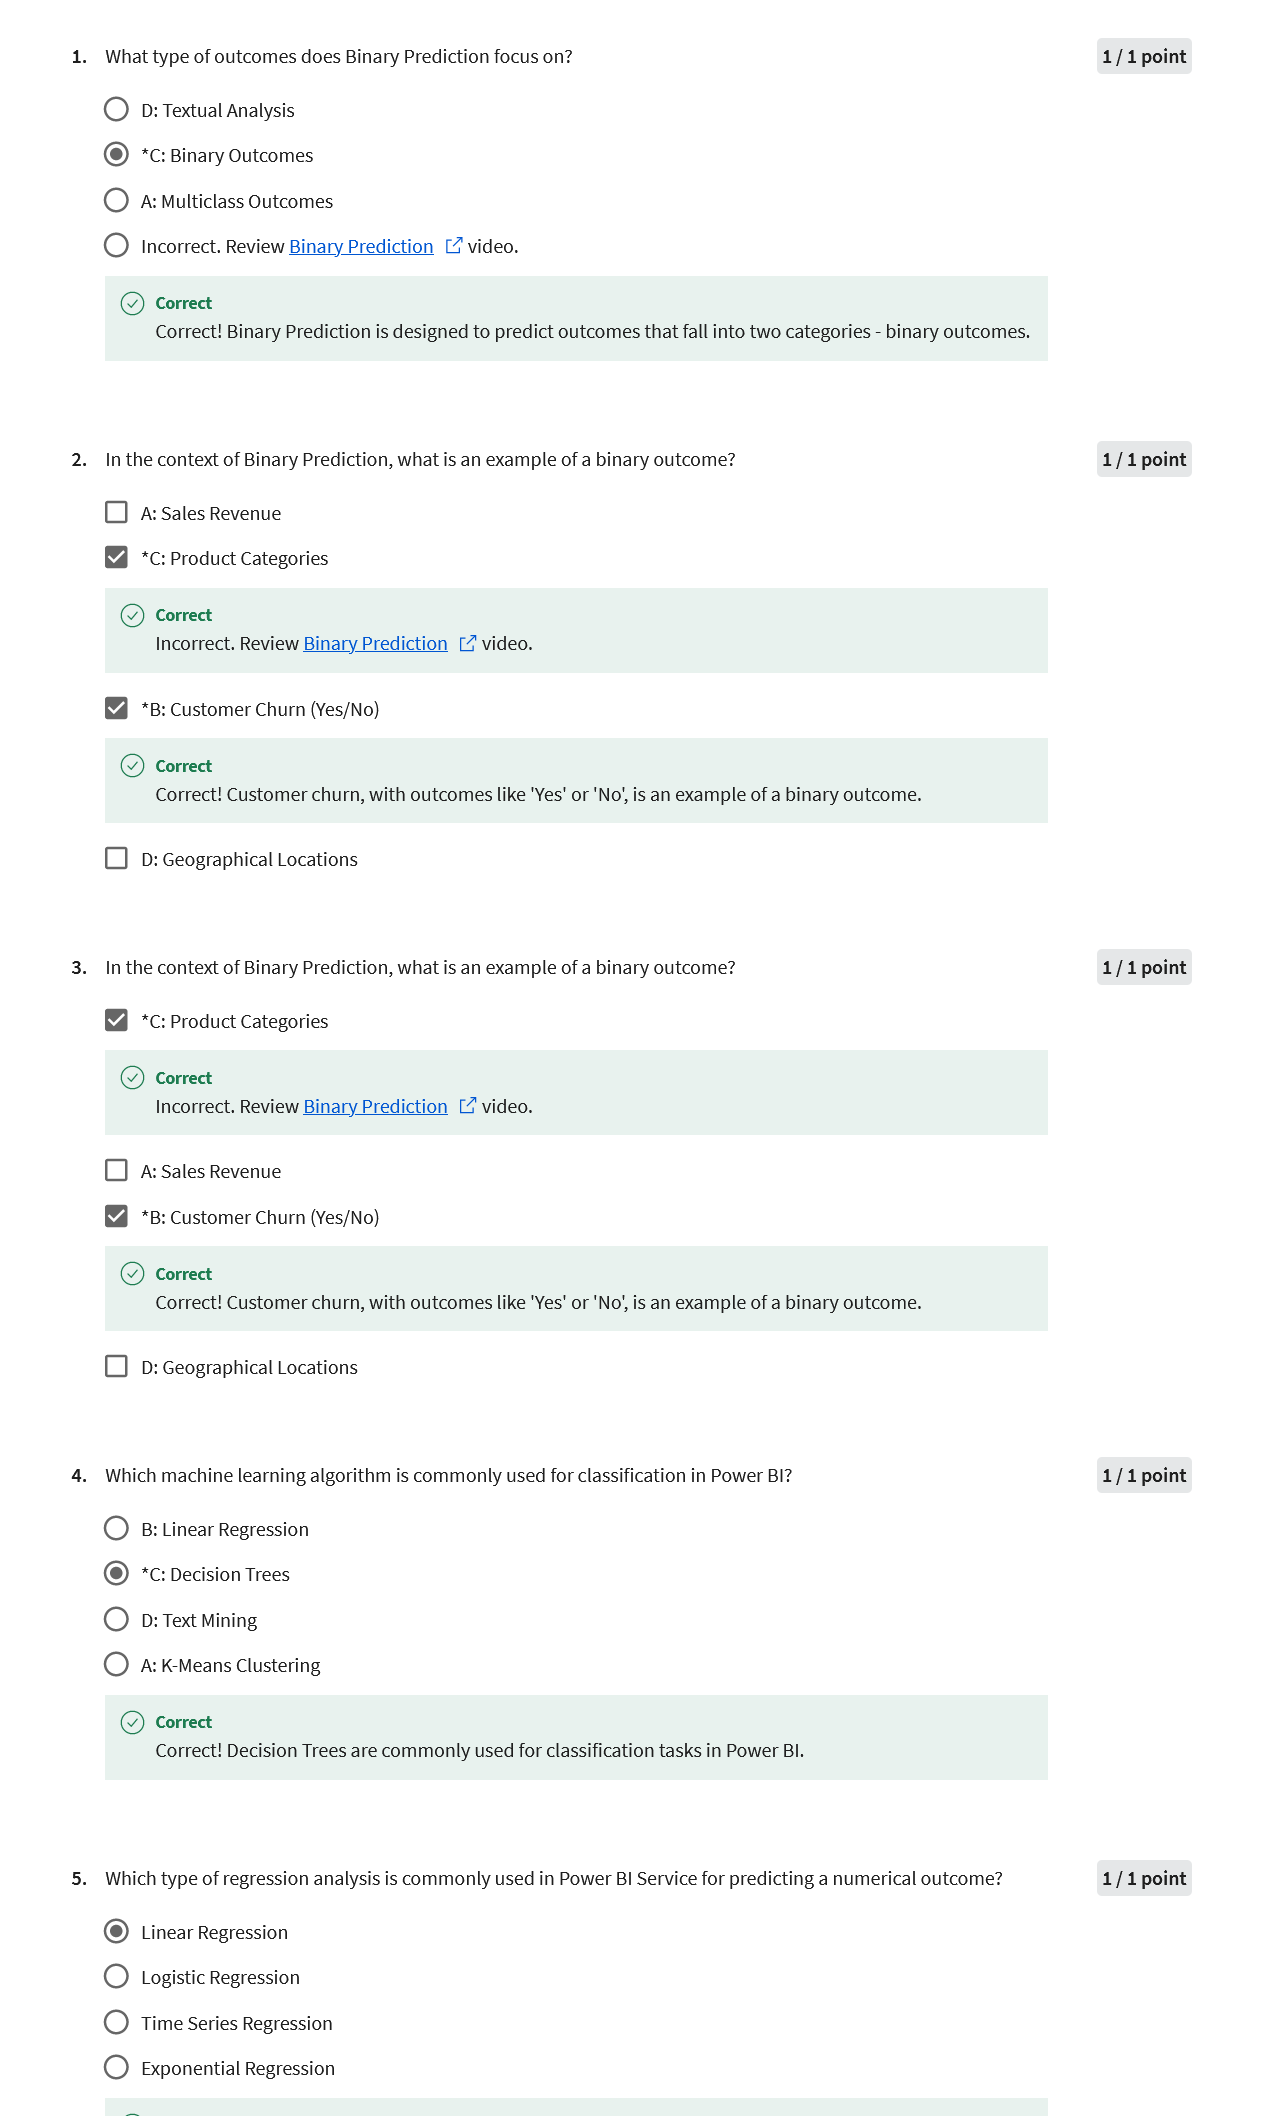 1. What type of outcomes does Binary Prediction focus on?
1 / 1 point
D: Textual Analysis
*C: Binary Outcomes
A: Multiclass Outcomes
Incorrect. Review Binary Prediction video.
Correct
Correct! Binary Prediction is designed to predict outcomes that fall into two categories - binary outcomes.
2. In the context of Binary Prediction, what is an example of a binary outcome?
1 / 1 point
A: Sales Revenue
*C: Product Categories
Correct
Incorrect. Review Binary Prediction video.
*B: Customer Churn (Yes/No)
Correct
Correct! Customer churn, with outcomes like 'Yes' or 'No', is an example of a binary outcome.
D: Geographical Locations
3. In the context of Binary Prediction, what is an example of a binary outcome?
1 / 1 point
*C: Product Categories
Correct
Incorrect. Review Binary Prediction video.
A: Sales Revenue
*B: Customer Churn (Yes/No)
Correct
Correct! Customer churn, with outcomes like 'Yes' or 'No', is an example of a binary outcome.
D: Geographical Locations
4. Which machine learning algorithm is commonly used for classification in Power BI?
1 / 1 point
B: Linear Regression
*C: Decision Trees
D: Text Mining
A: K-Means Clustering
Correct
Correct! Decision Trees are commonly used for classification tasks in Power BI.
5. Which type of regression analysis is commonly used in Power BI Service for predicting a numerical outcome?
1 / 1 point
Linear Regression
Logistic Regression
Time Series Regression
Exponential Regression